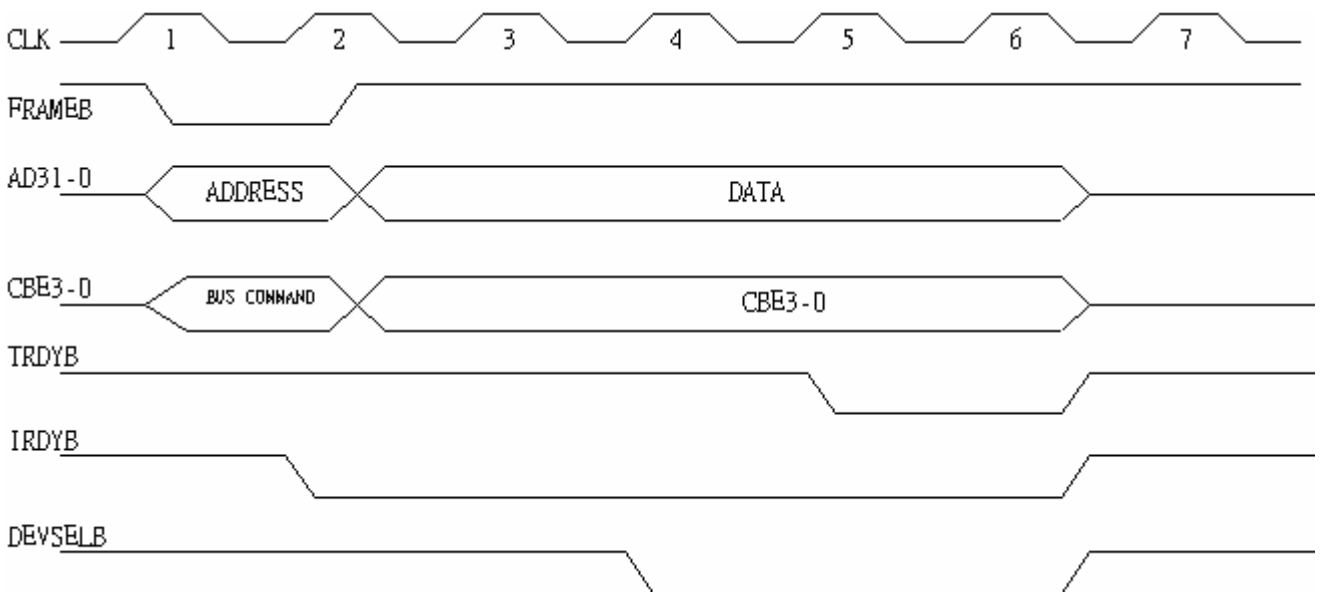 CLK 1 2 3 4 5 6 7
FRAMEB
AD31-0 ADDRESS DATA
CBE3-0 BUS COMMAND CBE3-0
TRDYB
IRDYB
DEVSELB